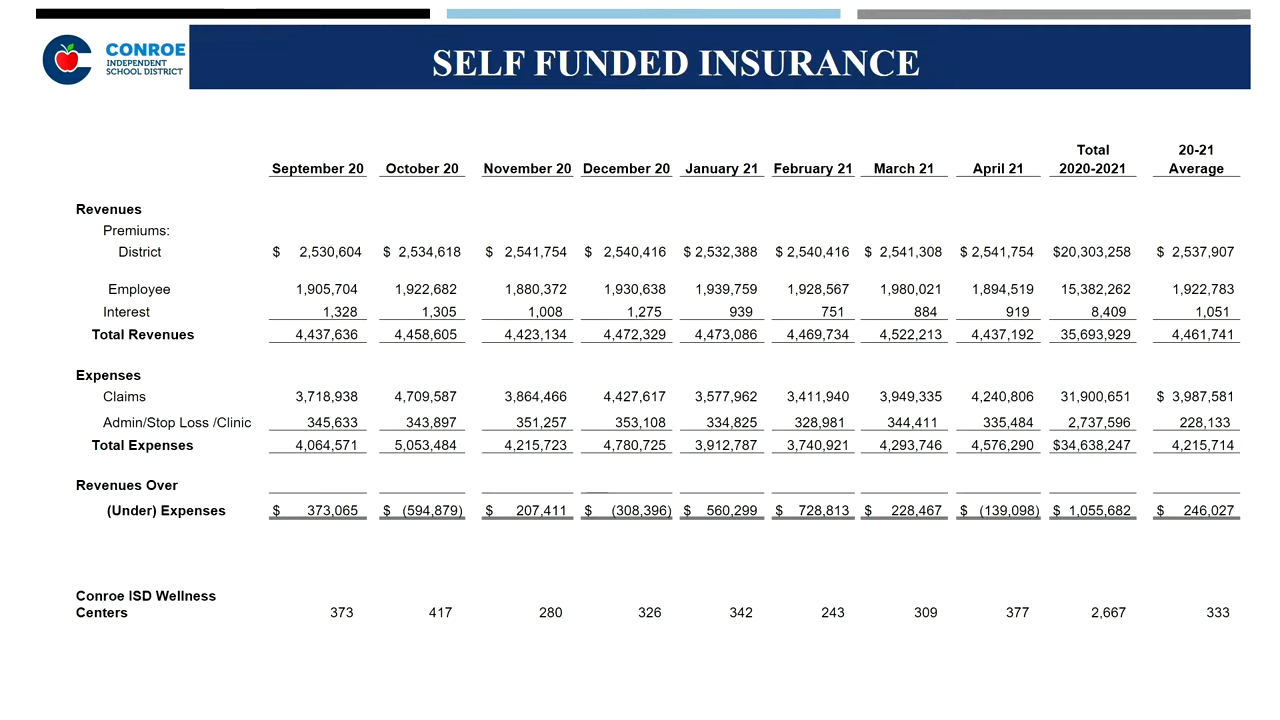 CONROE
INDEPENDENT
SCHOOL DISTRICT
SELF FUNDED INSURANCE
Total 20-21
September 20 October 20 November 20 December 20 January 21 February 21 March 21 April 21 2020-2021 Average
Revenues
Premiums:
District $ 2,530,604 $ 2,534,618 $ 2,541,754 $ 2,540,416 $ 2,532,388 $ 2,540,416 $ 2,541,308 $ 2,541,754 $20,303,258 $ 2,537,907
Employee 1,905,704 1,922,682 1,880,372 1,930,638 1,939,759 1,928,567 1,980,021 1,894,519 15,382,262 1,922,783
Interest 1,328 1,305 1,008 1,275 939 751 884 919 8,409 1,051
Total Revenues 4,437,636 4,458,605 4,423,134 4,472,329 4,473,086 4,469,734 4,522,213 4,437,192 35,693,929 4,461,741
Expenses
Claims 3,718,938 4,709,587 3,864,466 4,427,617 3,577,962 3,411,940 3,949,335 4,240,806 31,900,651 $ 3,987,581
Admin/Stop Loss /Clinic 345,633 343,897 351,257 353,108 334,825 328,981 344,411 335,484 2,737,596 228,133
Total Expenses 4,064,571 5,053,484 4,215,723 4,780,725 3,912,787 3,740,921 4,293,746 4,576,290 $34,638,247 4,215,714
Revenues Over
(Under) Expenses $ 373,065 $ (594,879) $ 207,411 $ (308,396) $ 560,299 $ 728,813 $ 228,467 $ (139,098) $ 1,055,682 $ 246,027
Conroe ISD Wellness
Centers 373 417 280 326 342 243 309 377 2,667 333